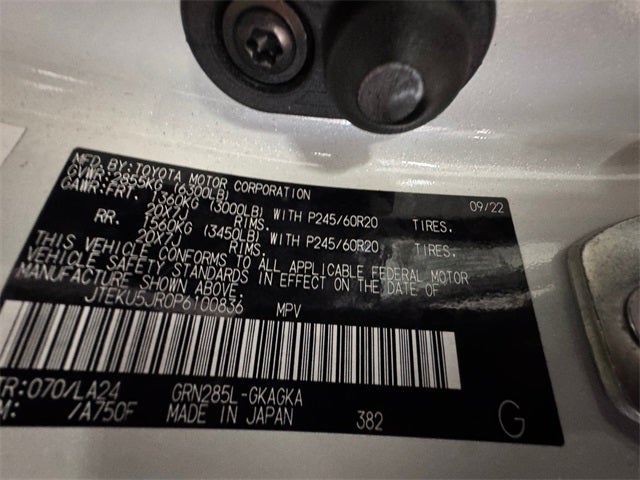 MFD. BY: TOYOTA MOTOR CORPORATION 09/22
GVWR: 2855KG (6300LB)
GAWR: FRT. 1360KG (3000LB) WITH P245/60R20 TIRES.
20X7J RIMS.
RR. 1560KG (3450LB) WITH P245/60R20 TIRES.
20X7J RIMS.
THIS VEHICLE CONFORMS TO ALL APPLICABLE FEDERAL MOTOR
VEHICLE SAFETY STANDARDS IN EFFECT ON THE DATE OF
MANUFACTURE SHOWN ABOVE.
JTEKU5JR0P6100836 MPV
TR: 070/LA24 GRN285L-GKAGKA
M: /A750F MADE IN JAPAN 382 G